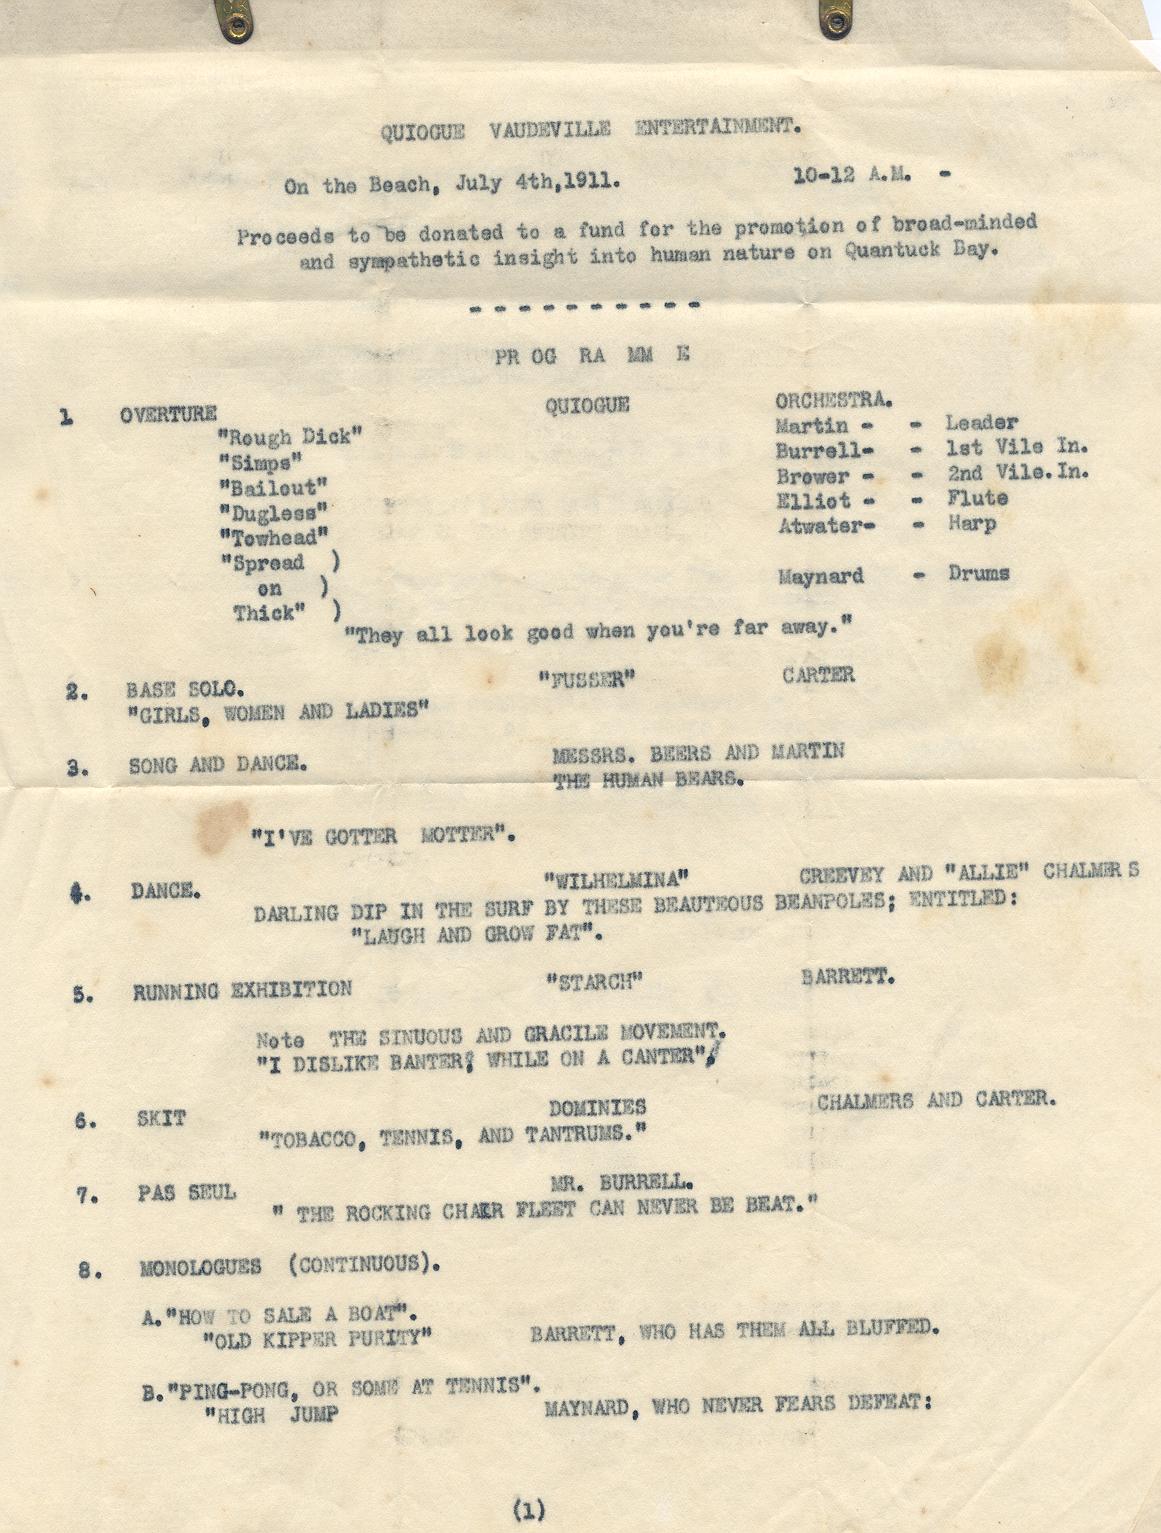 QUIOGUE VAUDEVILLE ENTERTAINMENT.
On the Beach, July 4th,1911. 10-12 A.M. -
Proceeds to be donated to a fund for the promotion of broad-minded
and sympathetic insight into human nature on Quantuck Bay.
- - - - - - - - - -
PR OG RA MM E
1 OVERTURE QUIOGUE ORCHESTRA.
"Rough Dick" Martin - - Leader
"Simps" Burrell- - 1st Vile In.
"Bailout" Brower - - 2nd Vile.In.
"Dugless" Elliot - - Flute
"Towhead" Atwater- - Harp
"Spread )
on ) Maynard - Drums
Thick" )
"They all look good when you're far away."
2. BASE SOLO. "FUSSER" CARTER
"GIRLS, WOMEN AND LADIES"
3. SONG AND DANCE. MESSRS. BEERS AND MARTIN
THE HUMAN BEARS.
"I'VE GOTTER MOTTER".
4. DANCE. "WILHELMINA" CREEVEY AND "ALLIE" CHALMER S
DARLING DIP IN THE SURF BY THESE BEAUTEOUS BEANPOLES; ENTITLED:
"LAUGH AND GROW FAT".
5. RUNNING EXHIBITION "STARCH" BARRETT.
Note THE SINUOUS AND GRACILE MOVEMENT.
"I DISLIKE BANTER; WHILE ON A CANTER"
6. SKIT DOMINIES CHALMERS AND CARTER.
"TOBACCO, TENNIS, AND TANTRUMS."
7. PAS SEUL MR. BURRELL.
" THE ROCKING CHAIR FLEET CAN NEVER BE BEAT."
8. MONOLOGUES (CONTINUOUS).
A."HOW TO SALE A BOAT".
"OLD KIPPER PURITY" BARRETT, WHO HAS THEM ALL BLUFFED.
B."PING-PONG, OR SOME AT TENNIS".
"HIGH JUMP MAYNARD, WHO NEVER FEARS DEFEAT:
(1)